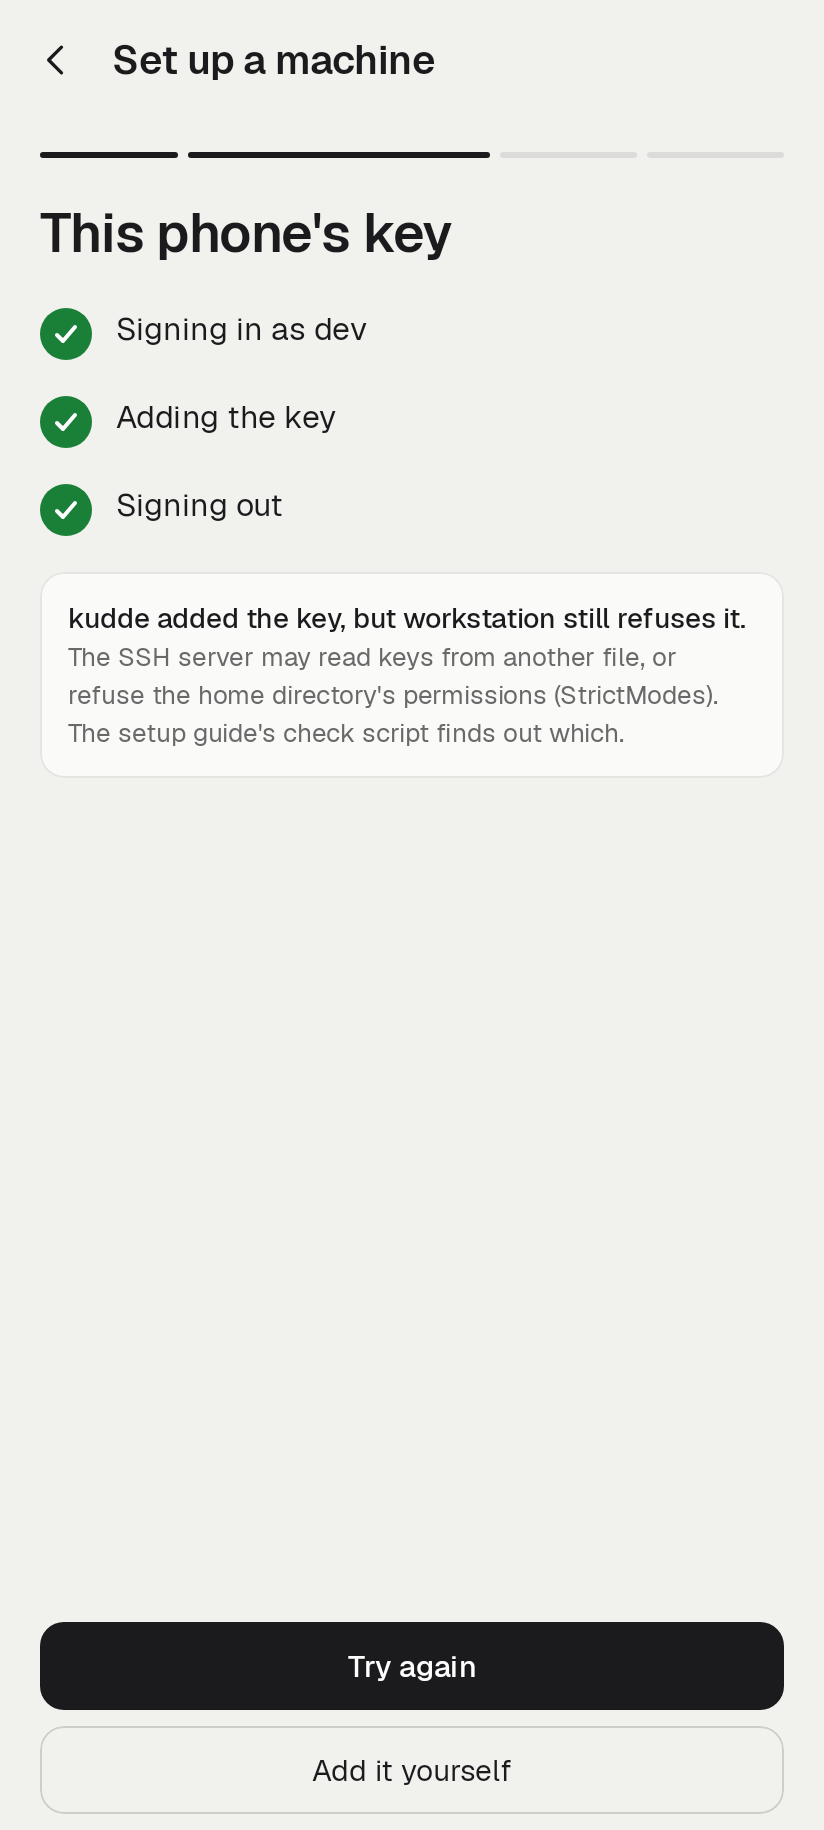 Set up a machine
This phone's key
Signing in as dev
Adding the key
Signing out
kudde added the key, but workstation still refuses it.
The SSH server may read keys from another file, or
refuse the home directory's permissions (StrictModes).
The setup guide's check script finds out which.
Try again
Add it yourself